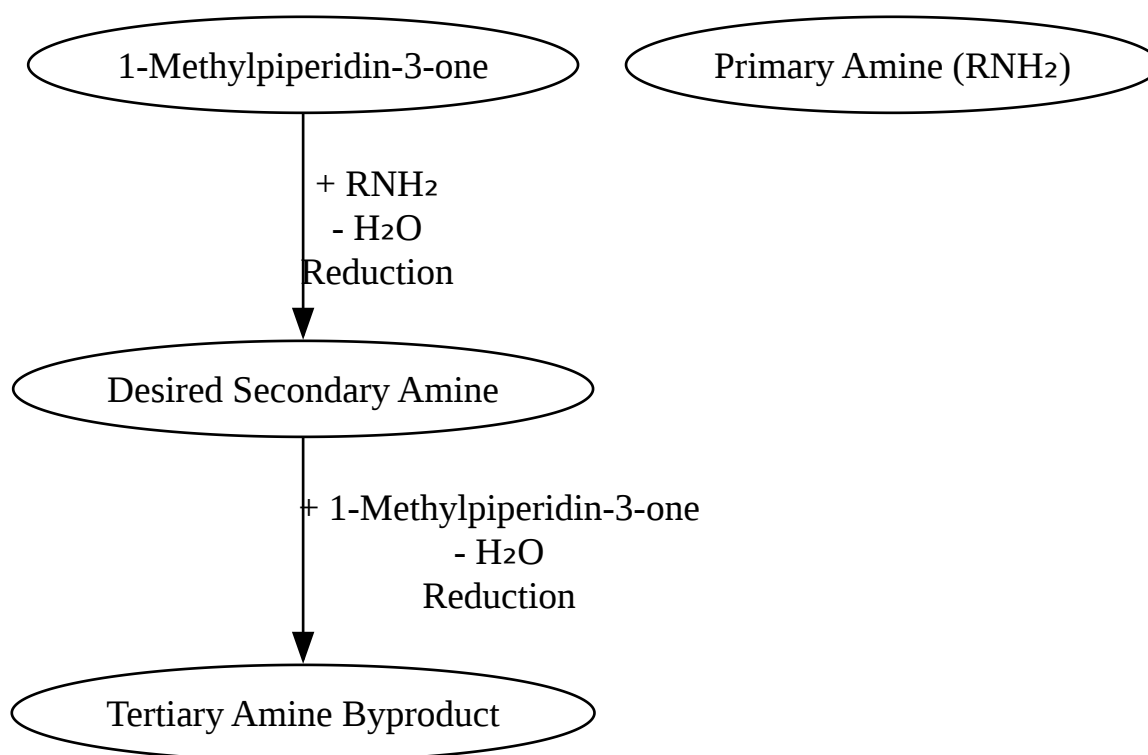 1-Methylpiperidin-3-one
Primary Amine (RNH₂)
+ RNH₂
- H₂O
Reduction
Desired Secondary Amine
+ 1-Methylpiperidin-3-one
- H₂O
Reduction
Tertiary Amine Byproduct